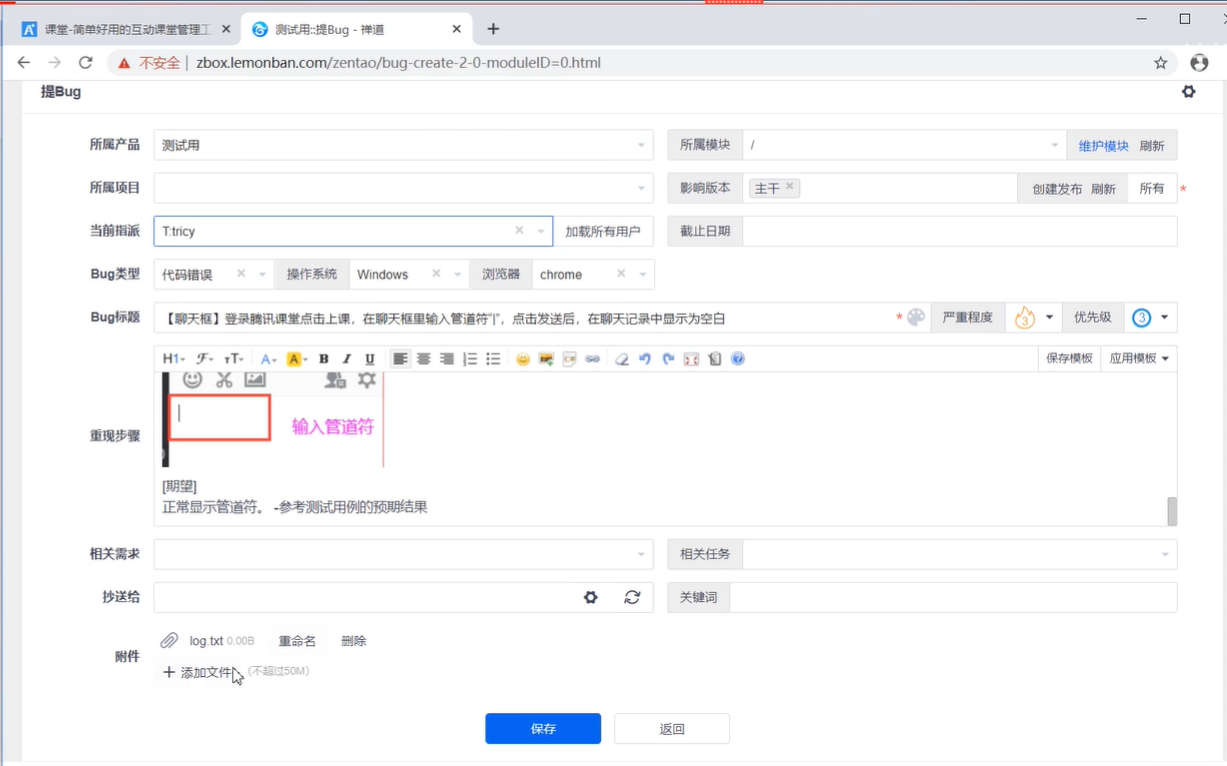 课堂-简单好用的互动课堂管理工
测试用::提Bug - 禅道
不安全 | zbox.lemonban.com/zentao/bug-create-2-0-moduleID=0.html
提Bug
所属产品 测试用 所属模块 / 维护模块 刷新
所属项目 影响版本 主干 创建发布 刷新 所有 *
当前指派 T:tricy 加载所有用户 截止日期
Bug类型 代码错误 操作系统 Windows 浏览器 chrome
Bug标题 【聊天框】登录腾讯课堂点击上课，在聊天框里输入管道符"|"，点击发送后，在聊天记录中显示为空白 * 严重程度 3 优先级 3
H1 F TT A A B I U 保存模板 应用模板
重现步骤
| 输入管道符
[期望]
正常显示管道符。 -参考测试用例的预期结果
相关需求 相关任务
抄送给 关键词
附件
log.txt 0.00B 重命名 删除
+ 添加文件 (不超过50M)
保存 返回